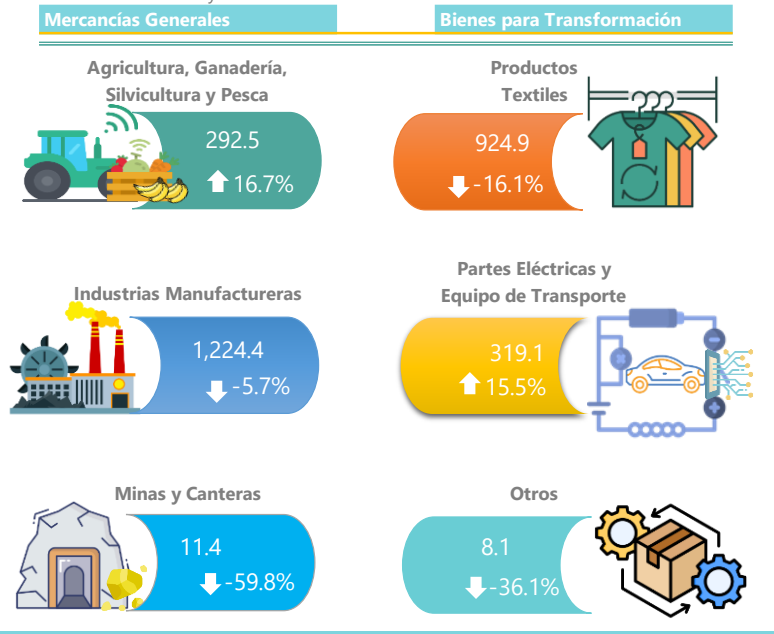 Mercancías Generales
Agricultura, Ganadería,
Silvicultura y Pesca
292.5
16.7%
Industrias Manufactureras
1,224.4
-5.7%
Minas y Canteras
11.4
-59.8%
Bienes para Transformación
Productos
Textiles
924.9
-16.1%
Partes Eléctricas y
Equipo de Transporte
319.1
15.5%
Otros
8.1
-36.1%